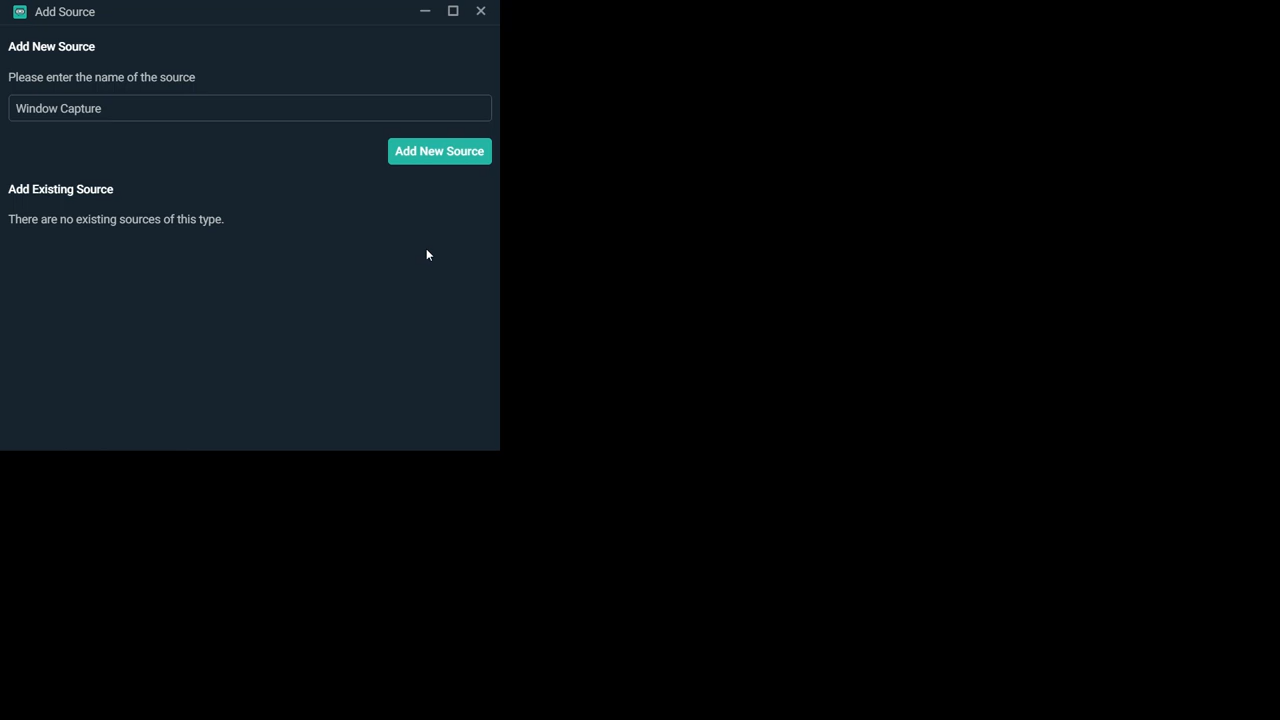 Add Source
Add New Source
Please enter the name of the source
Window Capture
Add New Source
Add Existing Source
There are no existing sources of this type.